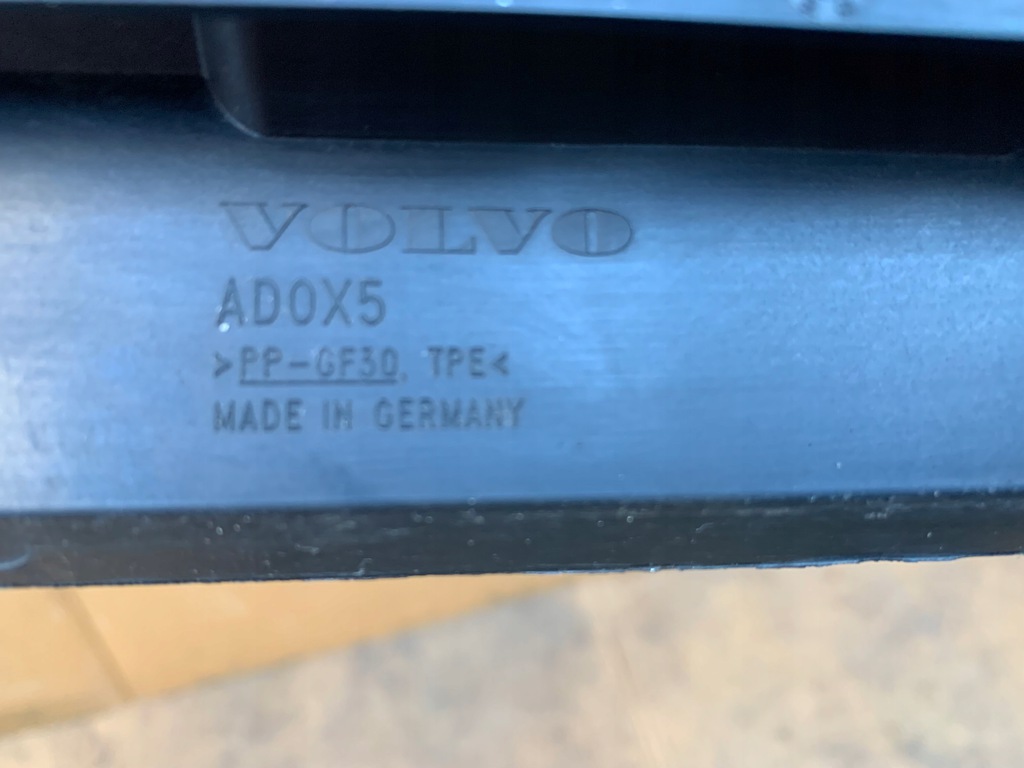 VOLVO
AD0X5
>PP-GF30, TPE<
MADE IN GERMANY